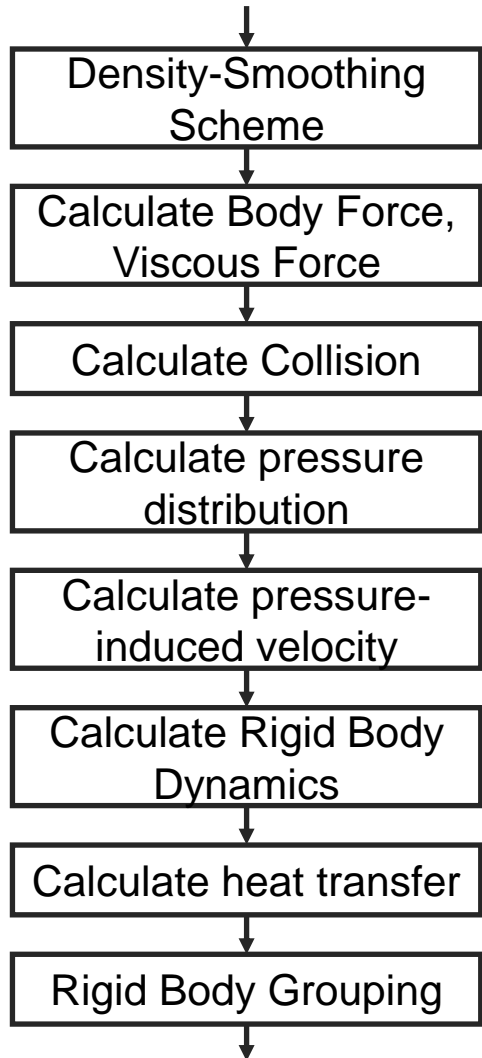 Density-Smoothing
Scheme
Calculate Body Force,
Viscous Force
Calculate Collision
Calculate pressure
distribution
Calculate pressure-
induced velocity
Calculate Rigid Body
Dynamics
Calculate heat transfer
Rigid Body Grouping